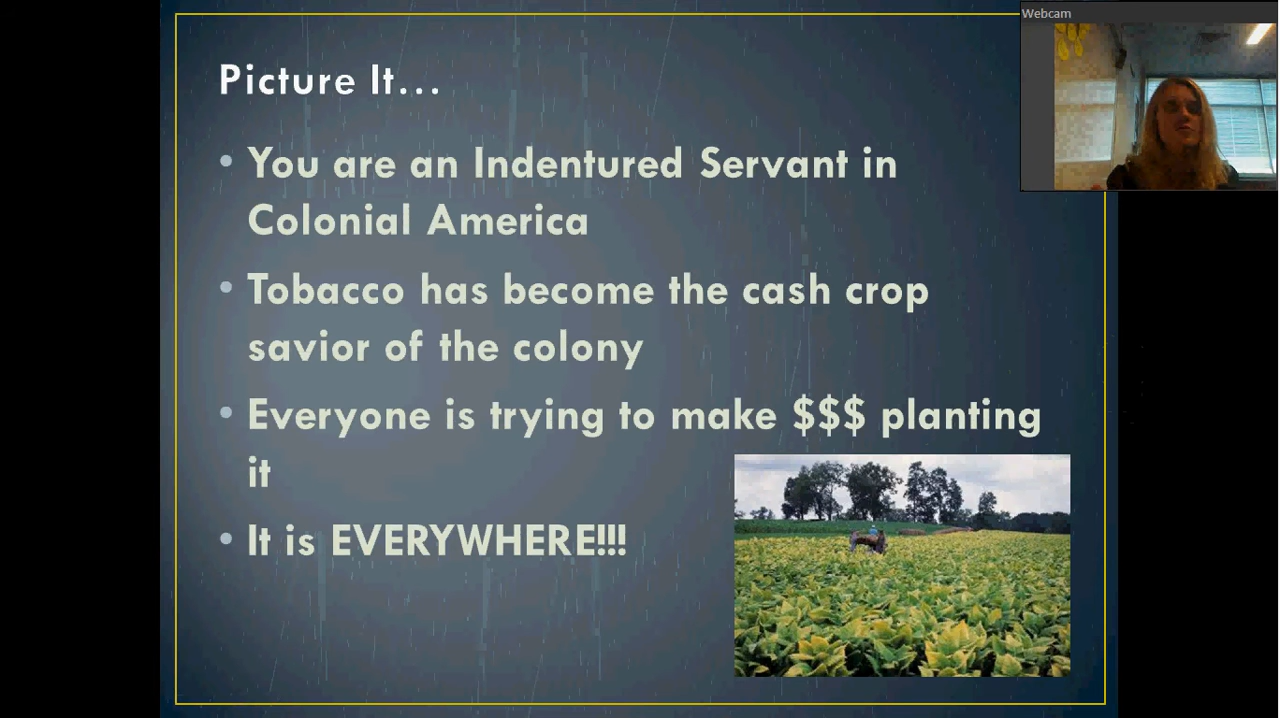 Webcam
Picture It...
• You are an Indentured Servant in
Colonial America
• Tobacco has become the cash crop
savior of the colony
• Everyone is trying to make $$$ planting
it
• It is EVERYWHERE!!!